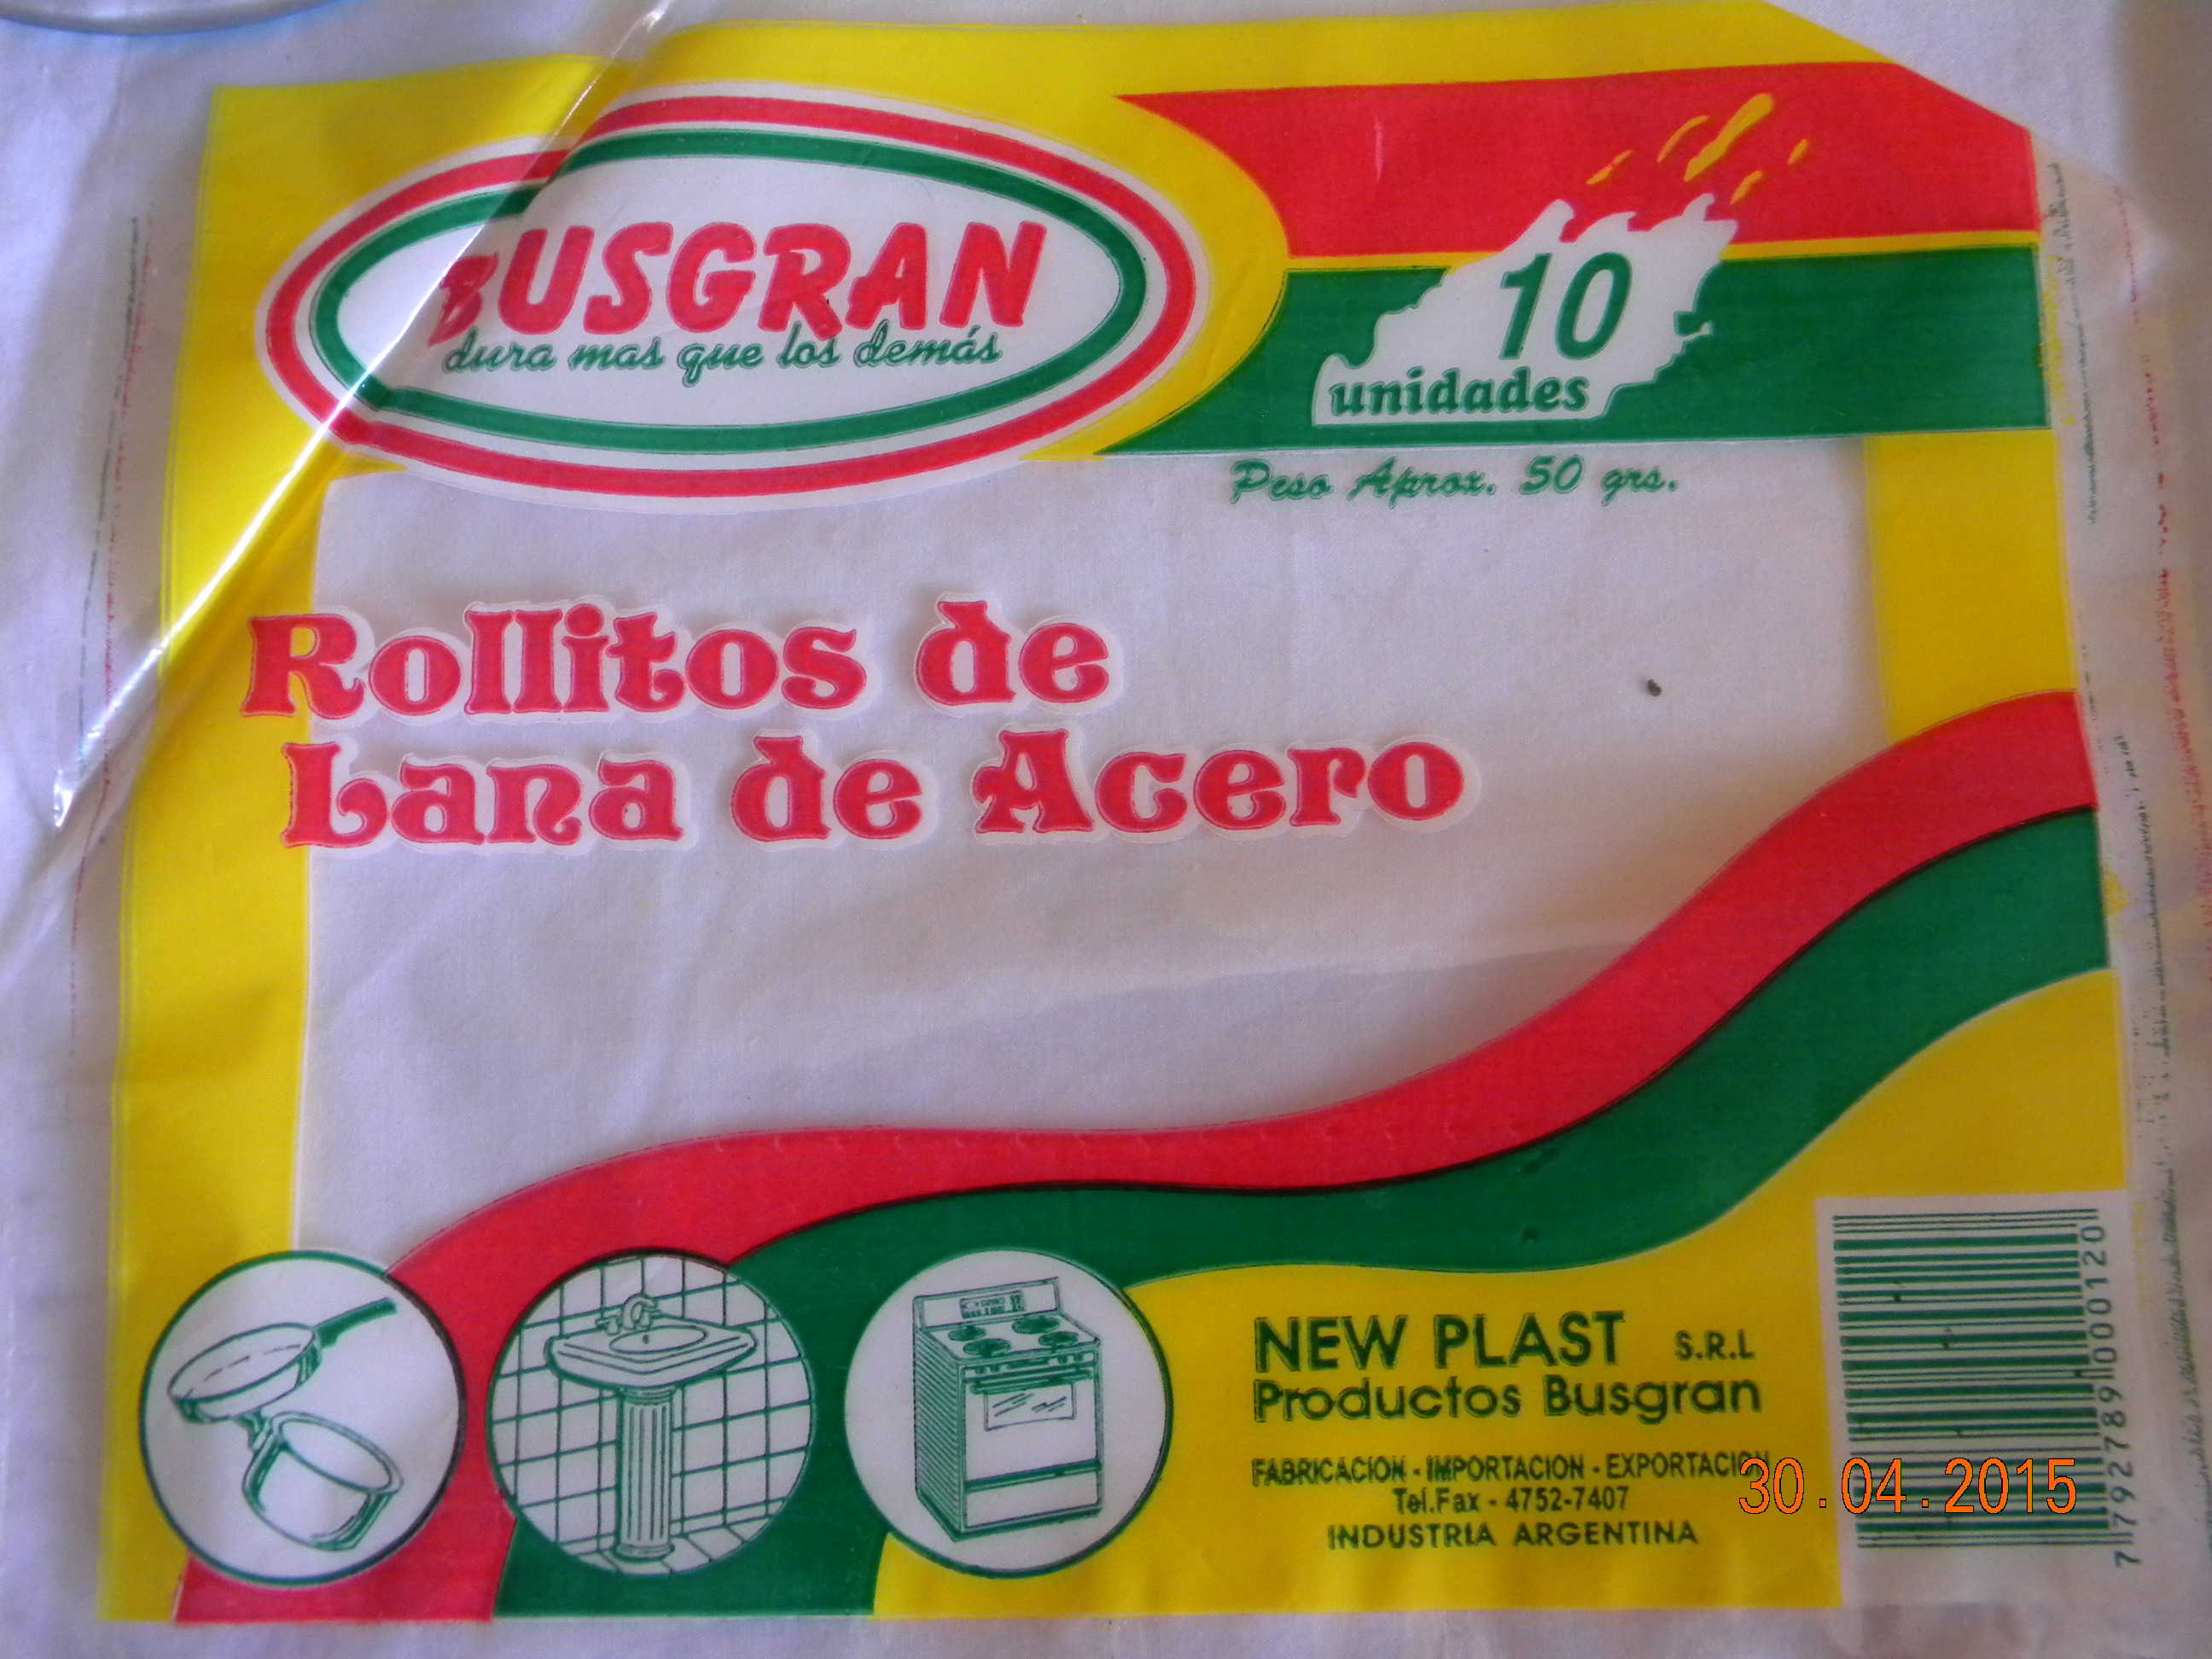 BUSGRAN
dura mas que los demás
10
unidades
Peso Aprox. 50 grs.
Rollitos de
Lana de Acero
NEW PLAST S.R.L
Productos Busgran
FABRICACION - IMPORTACION - EXPORTACION
Tel.Fax - 4752-7407
INDUSTRIA ARGENTINA
7792789000120
30.04.2015